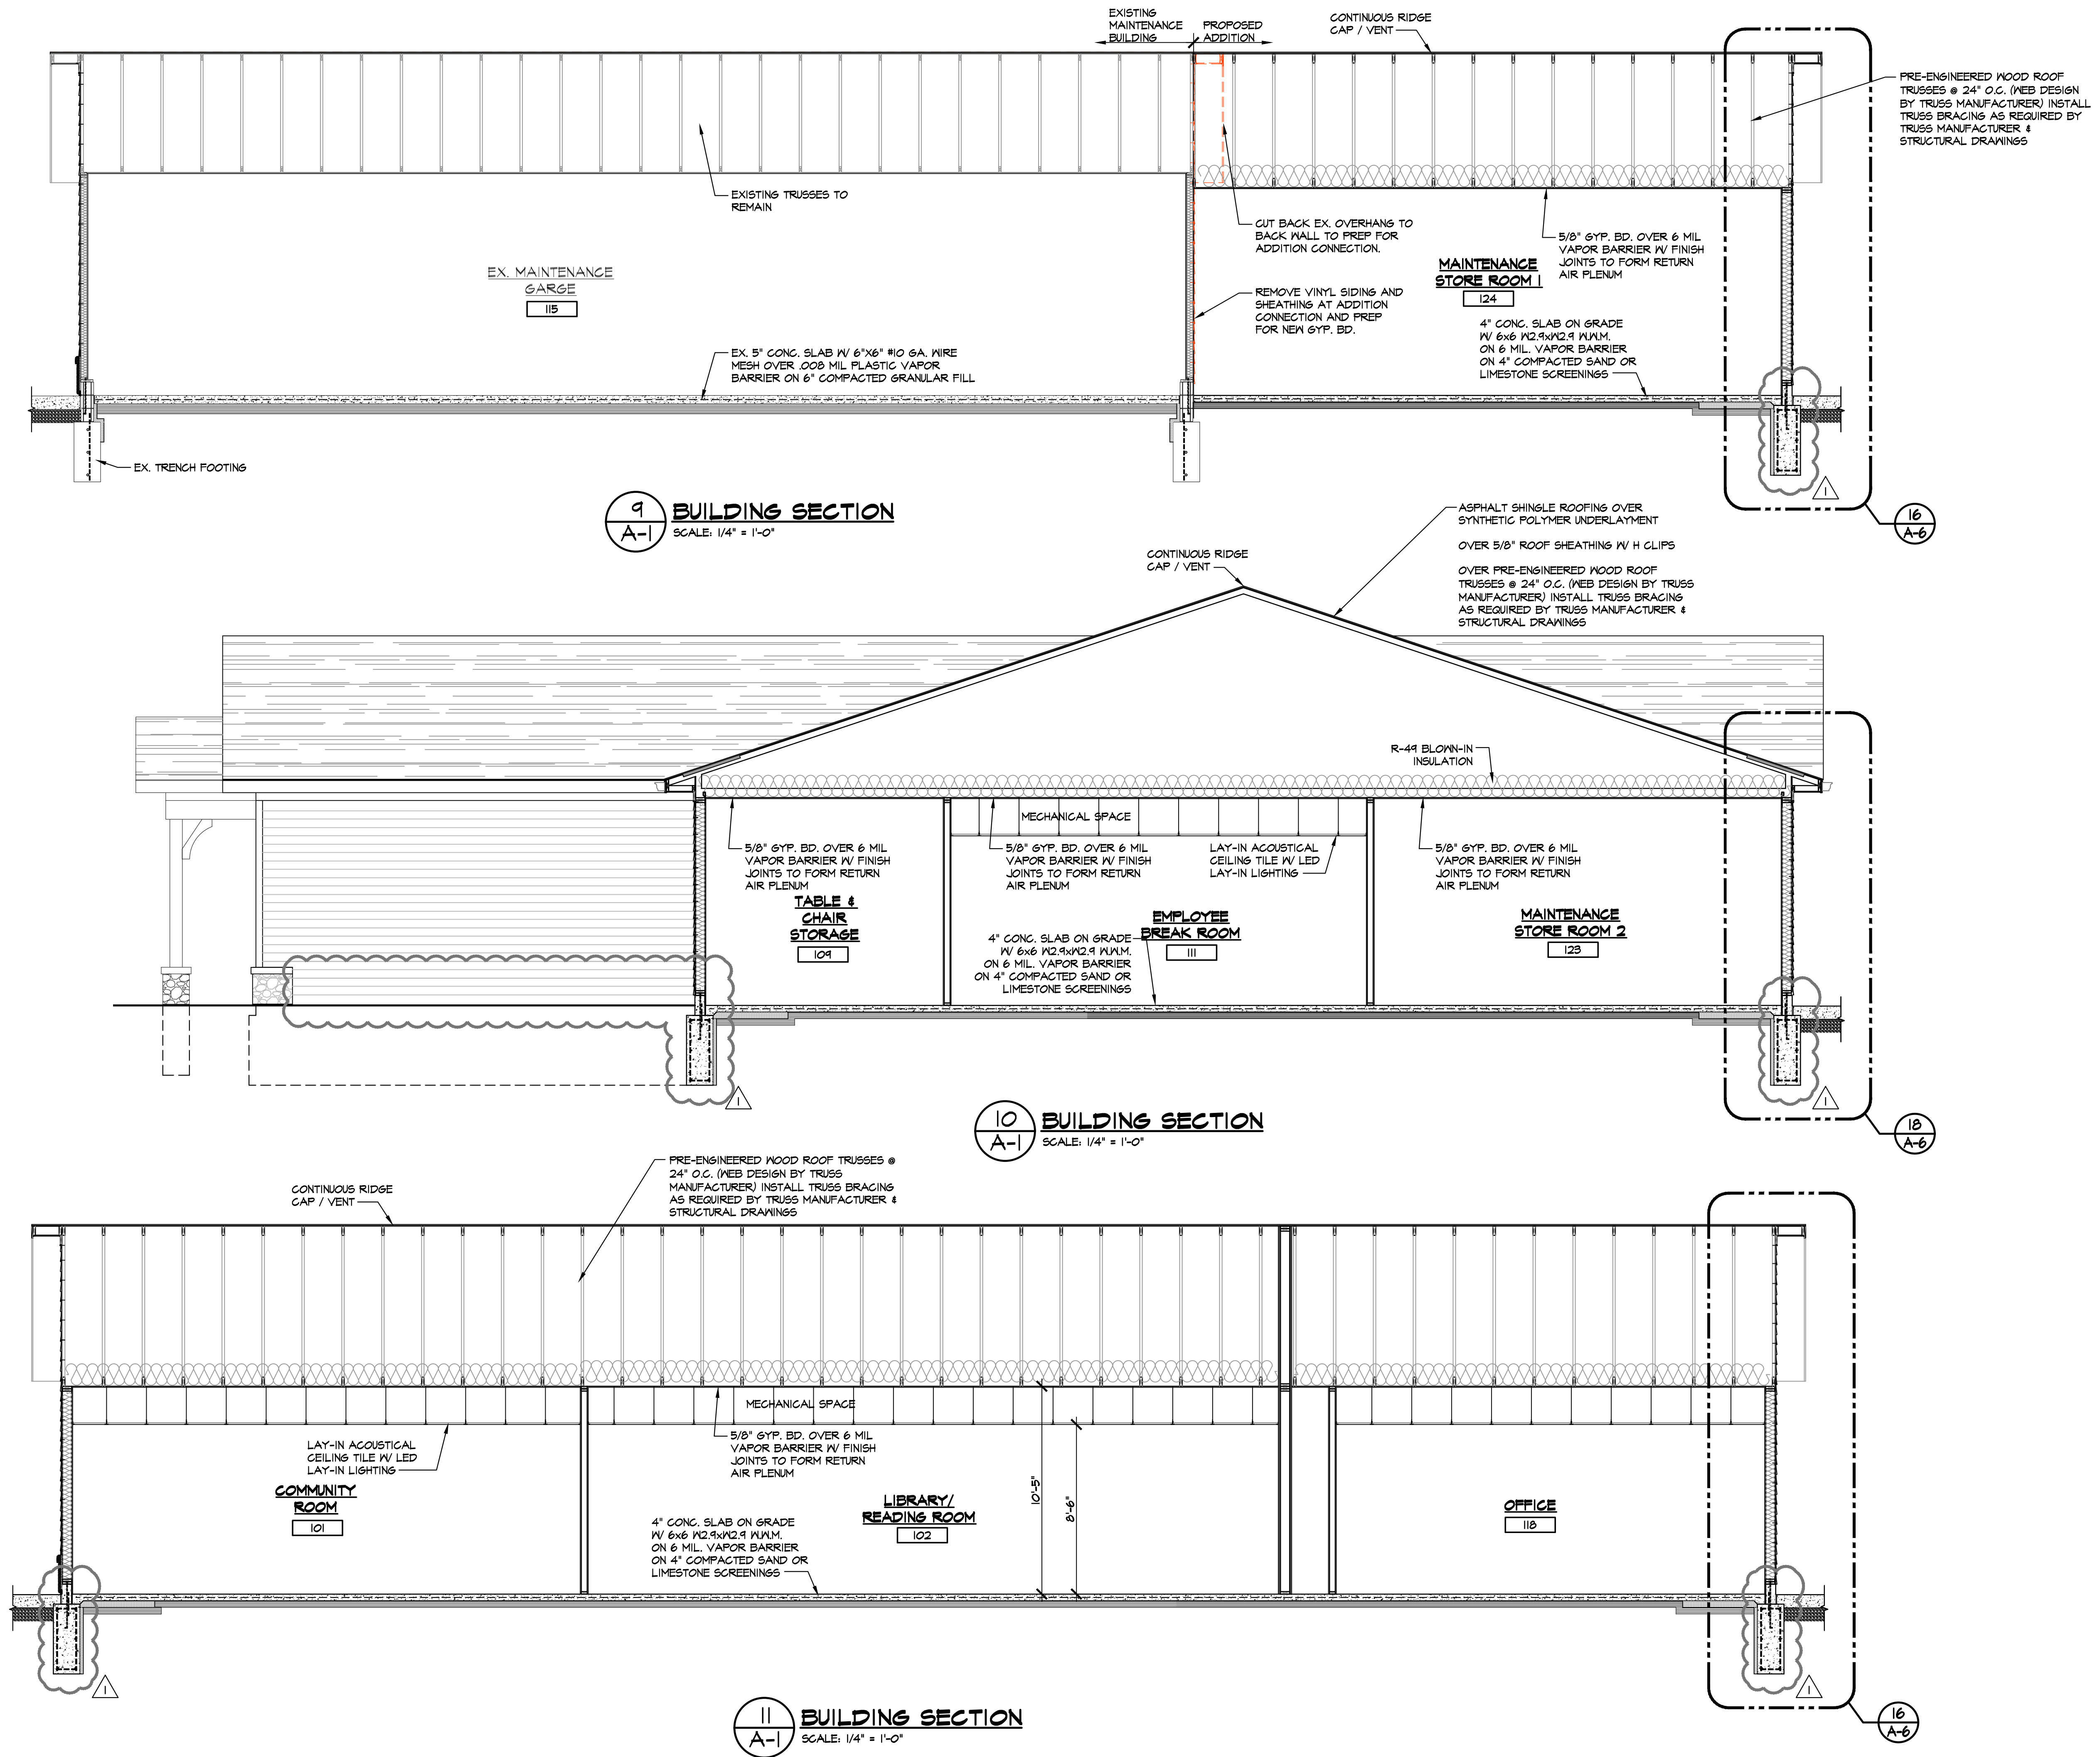 EXISTING
MAINTENANCE
BUILDING
PROPOSED
ADDITION
CONTINUOUS RIDGE
CAP / VENT
PRE-ENGINEERED WOOD ROOF
TRUSSES @ 24" O.C. (WEB DESIGN
BY TRUSS MANUFACTURER) INSTALL
TRUSS BRACING AS REQUIRED BY
TRUSS MANUFACTURER &
STRUCTURAL DRAWINGS
EXISTING TRUSSES TO
REMAIN
CUT BACK EX. OVERHANG TO
BACK WALL TO PREP FOR
ADDITION CONNECTION.
5/8" GYP. BD. OVER 6 MIL
VAPOR BARRIER W/ FINISH
JOINTS TO FORM RETURN
AIR PLENUM
EX. MAINTENANCE
GARGE
115
MAINTENANCE
STORE ROOM 1
124
REMOVE VINYL SIDING AND
SHEATHING AT ADDITION
CONNECTION AND PREP
FOR NEW GYP. BD.
4" CONC. SLAB ON GRADE
W/ 6x6 W2.9xW2.9 W.W.M.
ON 6 MIL. VAPOR BARRIER
ON 4" COMPACTED SAND OR
LIMESTONE SCREENINGS
EX. 5" CONC. SLAB W/ 6"X6" #10 GA. WIRE
MESH OVER .008 MIL PLASTIC VAPOR
BARRIER ON 6" COMPACTED GRANULAR FILL
EX. TRENCH FOOTING
1
16
A-6
9
A-1
BUILDING SECTION
SCALE: 1/4" = 1'-0"
ASPHALT SHINGLE ROOFING OVER
SYNTHETIC POLYMER UNDERLAYMENT
OVER 5/8" ROOF SHEATHING W/ H CLIPS
OVER PRE-ENGINEERED WOOD ROOF
TRUSSES @ 24" O.C. (WEB DESIGN BY TRUSS
MANUFACTURER) INSTALL TRUSS BRACING
AS REQUIRED BY TRUSS MANUFACTURER &
STRUCTURAL DRAWINGS
CONTINUOUS RIDGE
CAP / VENT
R-49 BLOWN-IN
INSULATION
MECHANICAL SPACE
5/8" GYP. BD. OVER 6 MIL
VAPOR BARRIER W/ FINISH
JOINTS TO FORM RETURN
AIR PLENUM
5/8" GYP. BD. OVER 6 MIL
VAPOR BARRIER W/ FINISH
JOINTS TO FORM RETURN
AIR PLENUM
LAY-IN ACOUSTICAL
CEILING TILE W/ LED
LAY-IN LIGHTING
5/8" GYP. BD. OVER 6 MIL
VAPOR BARRIER W/ FINISH
JOINTS TO FORM RETURN
AIR PLENUM
TABLE &
CHAIR
STORAGE
109
EMPLOYEE
BREAK ROOM
111
MAINTENANCE
STORE ROOM 2
123
4" CONC. SLAB ON GRADE
W/ 6x6 W2.9xW2.9 W.W.M.
ON 6 MIL. VAPOR BARRIER
ON 4" COMPACTED SAND OR
LIMESTONE SCREENINGS
1
1
18
A-6
10
A-1
BUILDING SECTION
SCALE: 1/4" = 1'-0"
PRE-ENGINEERED WOOD ROOF TRUSSES @
24" O.C. (WEB DESIGN BY TRUSS
MANUFACTURER) INSTALL TRUSS BRACING
AS REQUIRED BY TRUSS MANUFACTURER &
STRUCTURAL DRAWINGS
CONTINUOUS RIDGE
CAP / VENT
MECHANICAL SPACE
LAY-IN ACOUSTICAL
CEILING TILE W/ LED
LAY-IN LIGHTING
5/8" GYP. BD. OVER 6 MIL
VAPOR BARRIER W/ FINISH
JOINTS TO FORM RETURN
AIR PLENUM
COMMUNITY
ROOM
101
LIBRARY/
READING ROOM
102
10'-5"
8'-6"
OFFICE
118
4" CONC. SLAB ON GRADE
W/ 6x6 W2.9xW2.9 W.W.M.
ON 6 MIL. VAPOR BARRIER
ON 4" COMPACTED SAND OR
LIMESTONE SCREENINGS
1
1
16
A-6
11
A-1
BUILDING SECTION
SCALE: 1/4" = 1'-0"